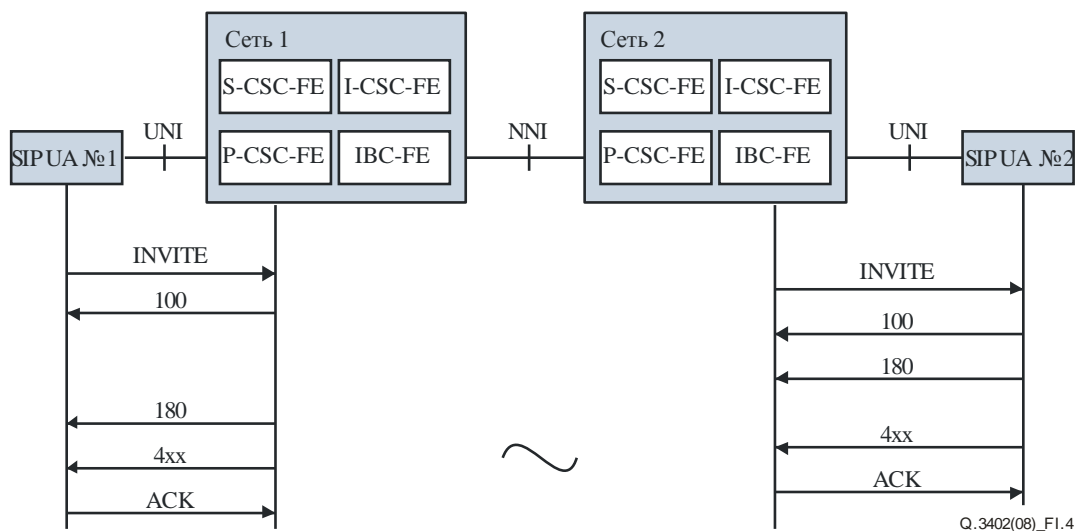 Сеть 1
S-CSC-FE
I-CSC-FE
P-CSC-FE
IBC-FE
Сеть 2
S-CSC-FE
I-CSC-FE
P-CSC-FE
IBC-FE
SIP UA №1
UNI
NNI
UNI
SIP UA №2
INVITE
100
180
4xx
ACK
INVITE
100
180
4xx
ACK
Q.3402(08)_FI.4